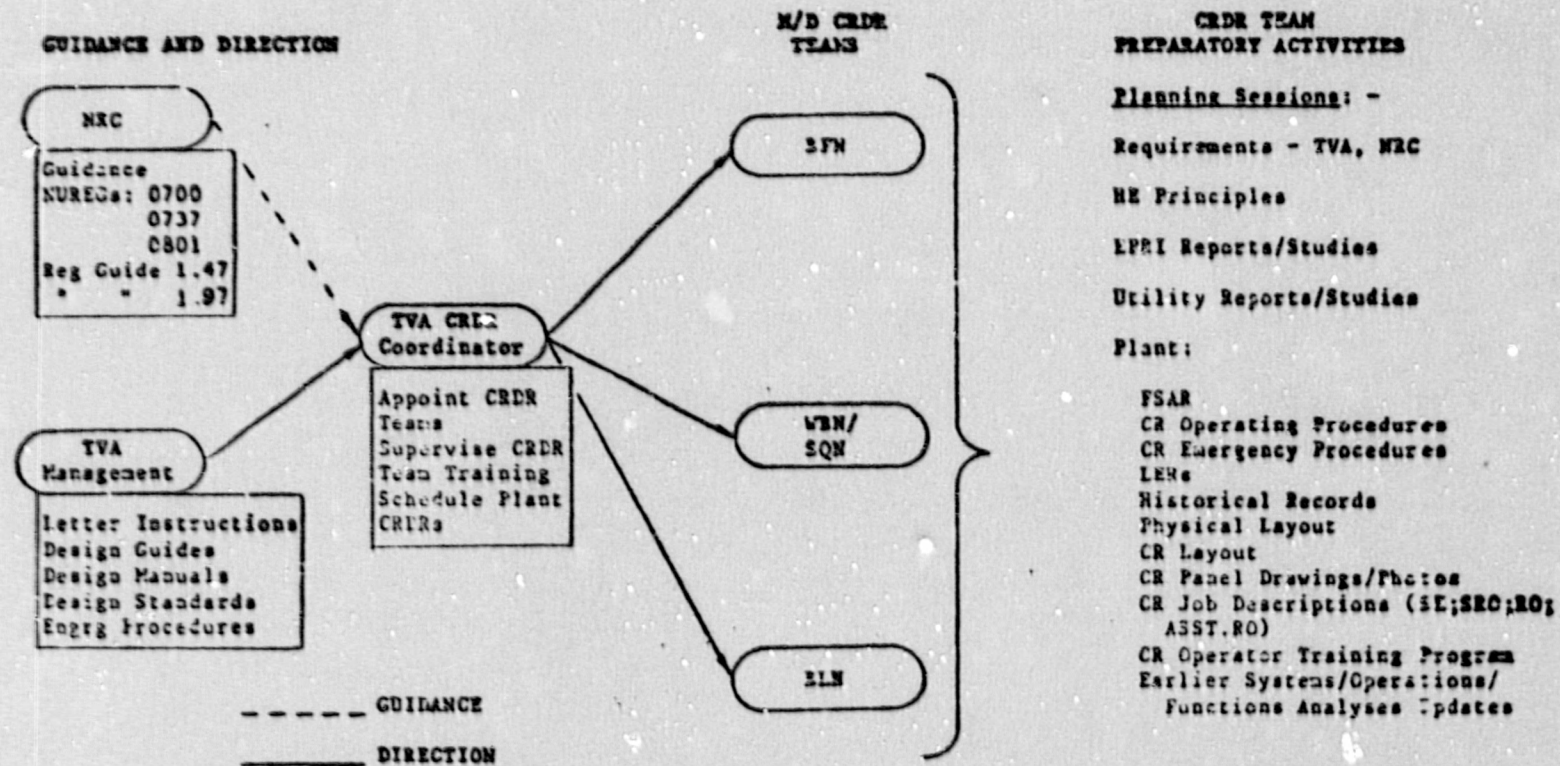 GUIDANCE AND DIRECTION
M/D CRDR
TEAMS
CRDR TEAM
PREPARATORY ACTIVITIES
NRC
Guidance
NUREGs: 0700
0737
0801
Reg Guide 1.47
" " 1.97
TVA
Management
Letter Instructions
Design Guides
Design Manuals
Design Standards
Engrg Procedures
TVA CRDR
Coordinator
Appoint CRDR
Teams
Supervise CRDR
Team Training
Schedule Plant
CRDRs
BFN
WBN/
SQN
BLN
Planning Sessions: -
Requirements - TVA, NRC
HE Principles
EPRI Reports/Studies
Utility Reports/Studies
Plant:
FSAR
CR Operating Procedures
CR Emergency Procedures
LERs
Historical Records
Physical Layout
CR Layout
CR Panel Drawings/Photos
CR Job Descriptions (SE;SRO;RO;
ASST.RO)
CR Operator Training Program
Earlier Systems/Operations/
Functions Analyses Updates
GUIDANCE
DIRECTION